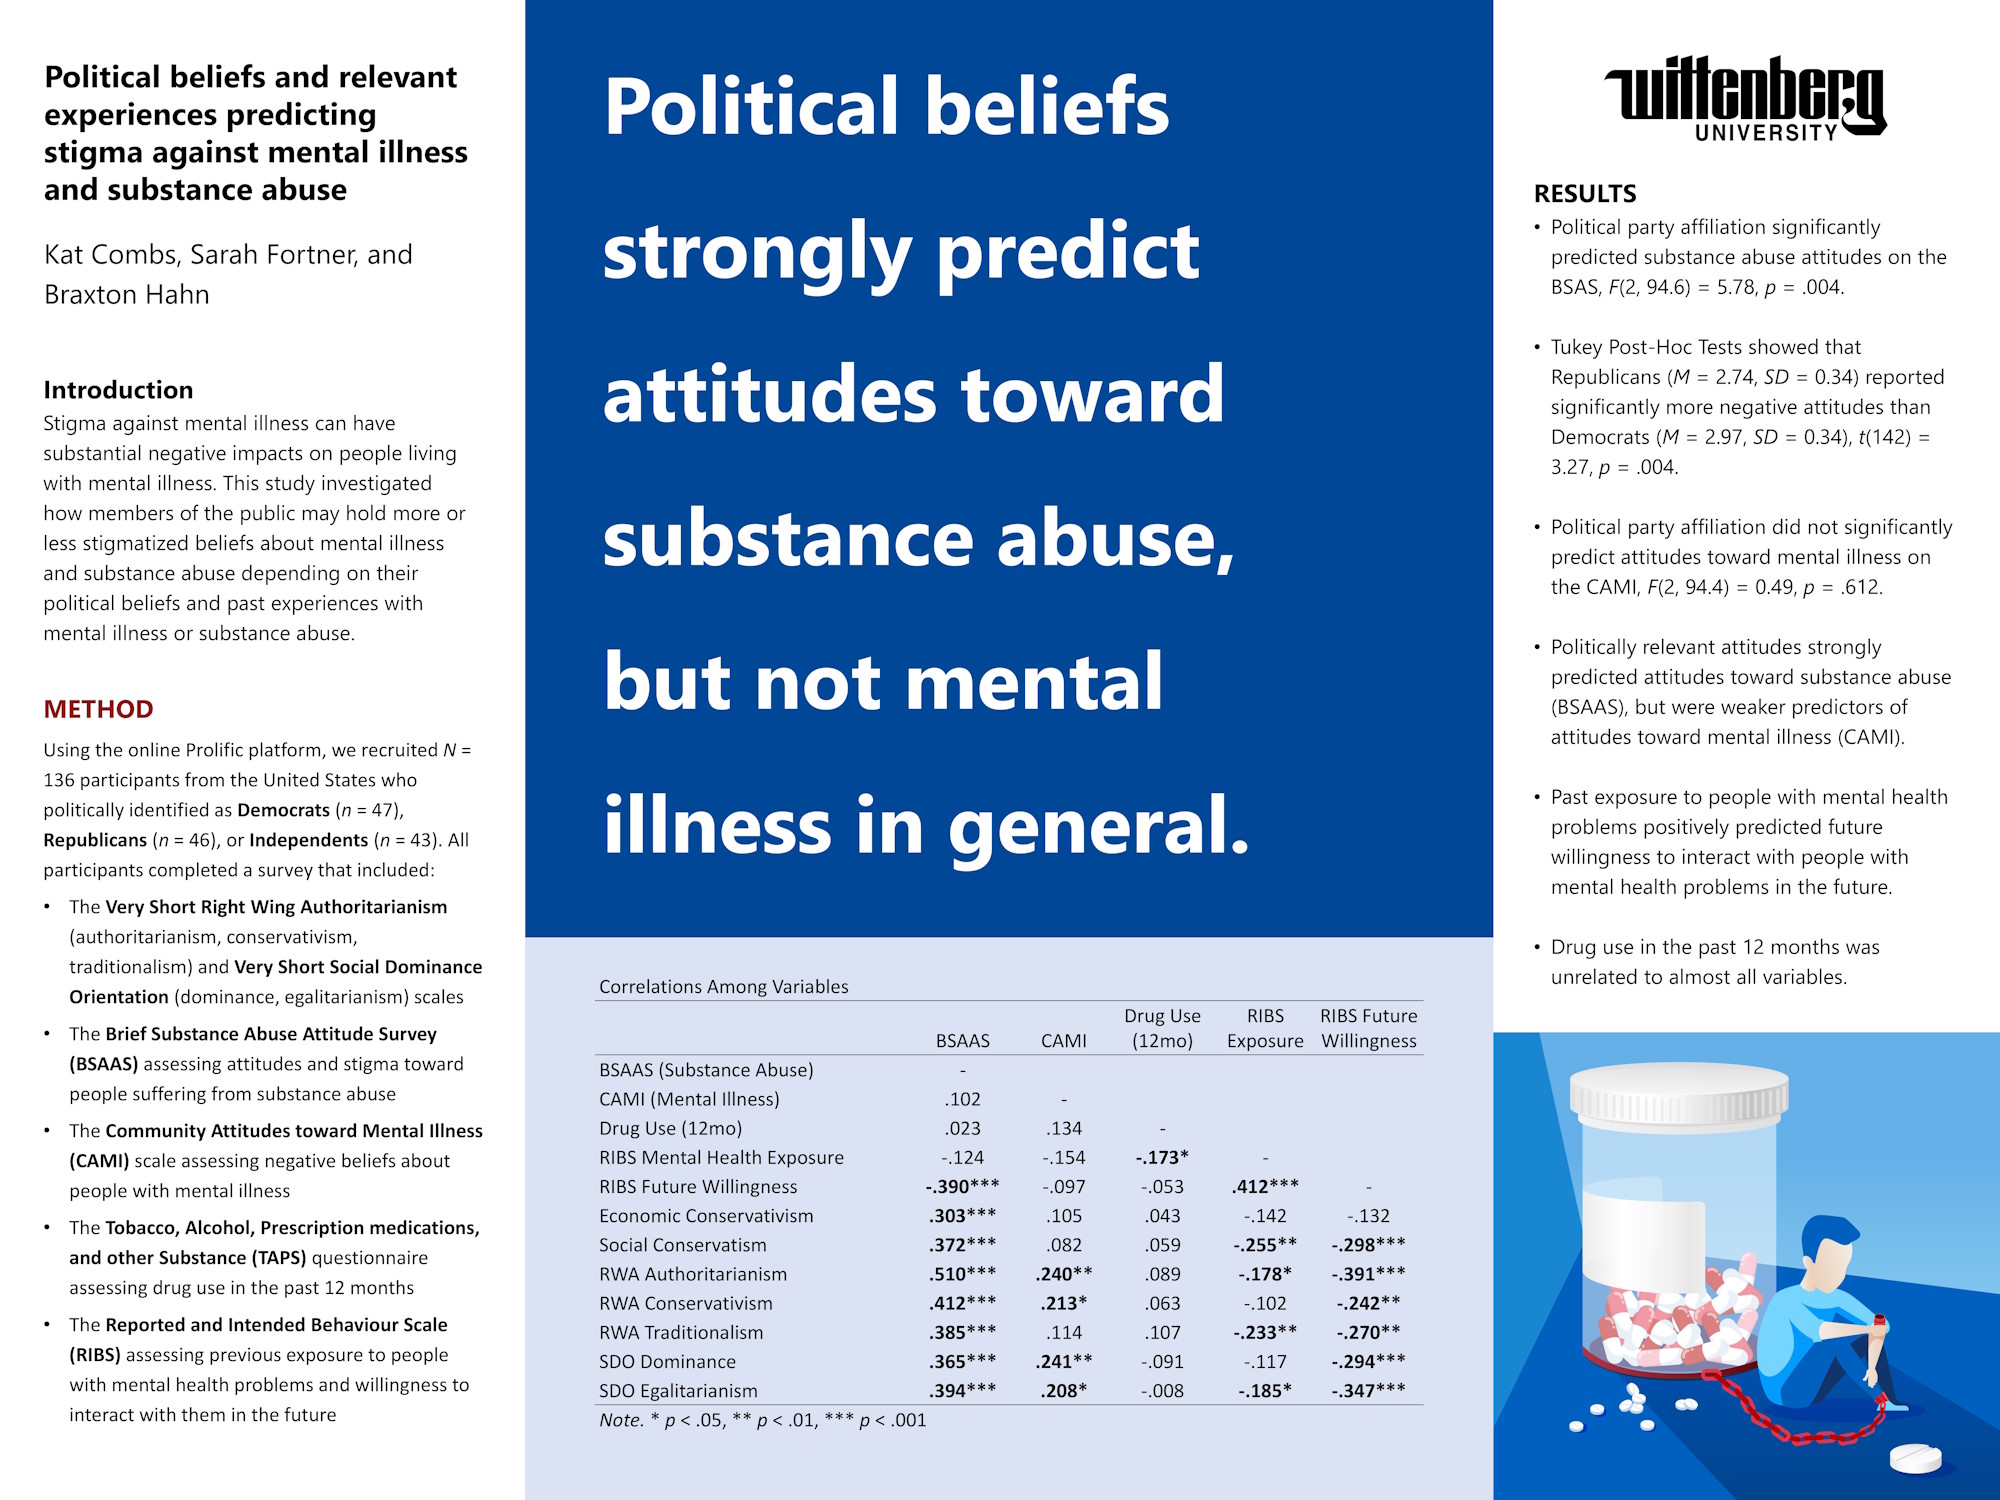 Political beliefs and relevant
experiences predicting
stigma against mental illness
and substance abuse
Kat Combs, Sarah Fortner, and
Braxton Hahn
Introduction
Stigma against mental illness can have
substantial negative impacts on people living
with mental illness. This study investigated
how members of the public may hold more or
less stigmatized beliefs about mental illness
and substance abuse depending on their
political beliefs and past experiences with
mental illness or substance abuse.
METHOD
Using the online Prolific platform, we recruited N =
136 participants from the United States who
politically identified as Democrats (n = 47),
Republicans (n = 46), or Independents (n = 43). All
participants completed a survey that included:
• The Very Short Right Wing Authoritarianism
(authoritarianism, conservativism,
traditionalism) and Very Short Social Dominance
Orientation (dominance, egalitarianism) scales
• The Brief Substance Abuse Attitude Survey
(BSAAS) assessing attitudes and stigma toward
people suffering from substance abuse
• The Community Attitudes toward Mental Illness
(CAMI) scale assessing negative beliefs about
people with mental illness
• The Tobacco, Alcohol, Prescription medications,
and other Substance (TAPS) questionnaire
assessing drug use in the past 12 months
• The Reported and Intended Behaviour Scale
(RIBS) assessing previous exposure to people
with mental health problems and willingness to
interact with them in the future
Political beliefs
strongly predict
attitudes toward
substance abuse,
but not mental
illness in general.
Correlations Among Variables
BSAAS CAMI Drug Use (12mo) RIBS Exposure RIBS Future Willingness
BSAAS (Substance Abuse) -
CAMI (Mental Illness) .102 -
Drug Use (12mo) .023 .134 -
RIBS Mental Health Exposure -.124 -.154 -.173* -
RIBS Future Willingness -.390*** -.097 -.053 .412*** -
Economic Conservativism .303*** .105 .043 -.142 -.132
Social Conservatism .372*** .082 .059 -.255** -.298***
RWA Authoritarianism .510*** .240** .089 -.178* -.391***
RWA Conservativism .412*** .213* .063 -.102 -.242**
RWA Traditionalism .385*** .114 .107 -.233** -.270**
SDO Dominance .365*** .241** -.091 -.117 -.294***
SDO Egalitarianism .394*** .208* -.008 -.185* -.347***
Note. * p < .05, ** p < .01, *** p < .001
wittenberg
UNIVERSITY
RESULTS
• Political party affiliation significantly
predicted substance abuse attitudes on the
BSAS, F(2, 94.6) = 5.78, p = .004.
• Tukey Post-Hoc Tests showed that
Republicans (M = 2.74, SD = 0.34) reported
significantly more negative attitudes than
Democrats (M = 2.97, SD = 0.34), t(142) =
3.27, p = .004.
• Political party affiliation did not significantly
predict attitudes toward mental illness on
the CAMI, F(2, 94.4) = 0.49, p = .612.
• Politically relevant attitudes strongly
predicted attitudes toward substance abuse
(BSAAS), but were weaker predictors of
attitudes toward mental illness (CAMI).
• Past exposure to people with mental health
problems positively predicted future
willingness to interact with people with
mental health problems in the future.
• Drug use in the past 12 months was
unrelated to almost all variables.